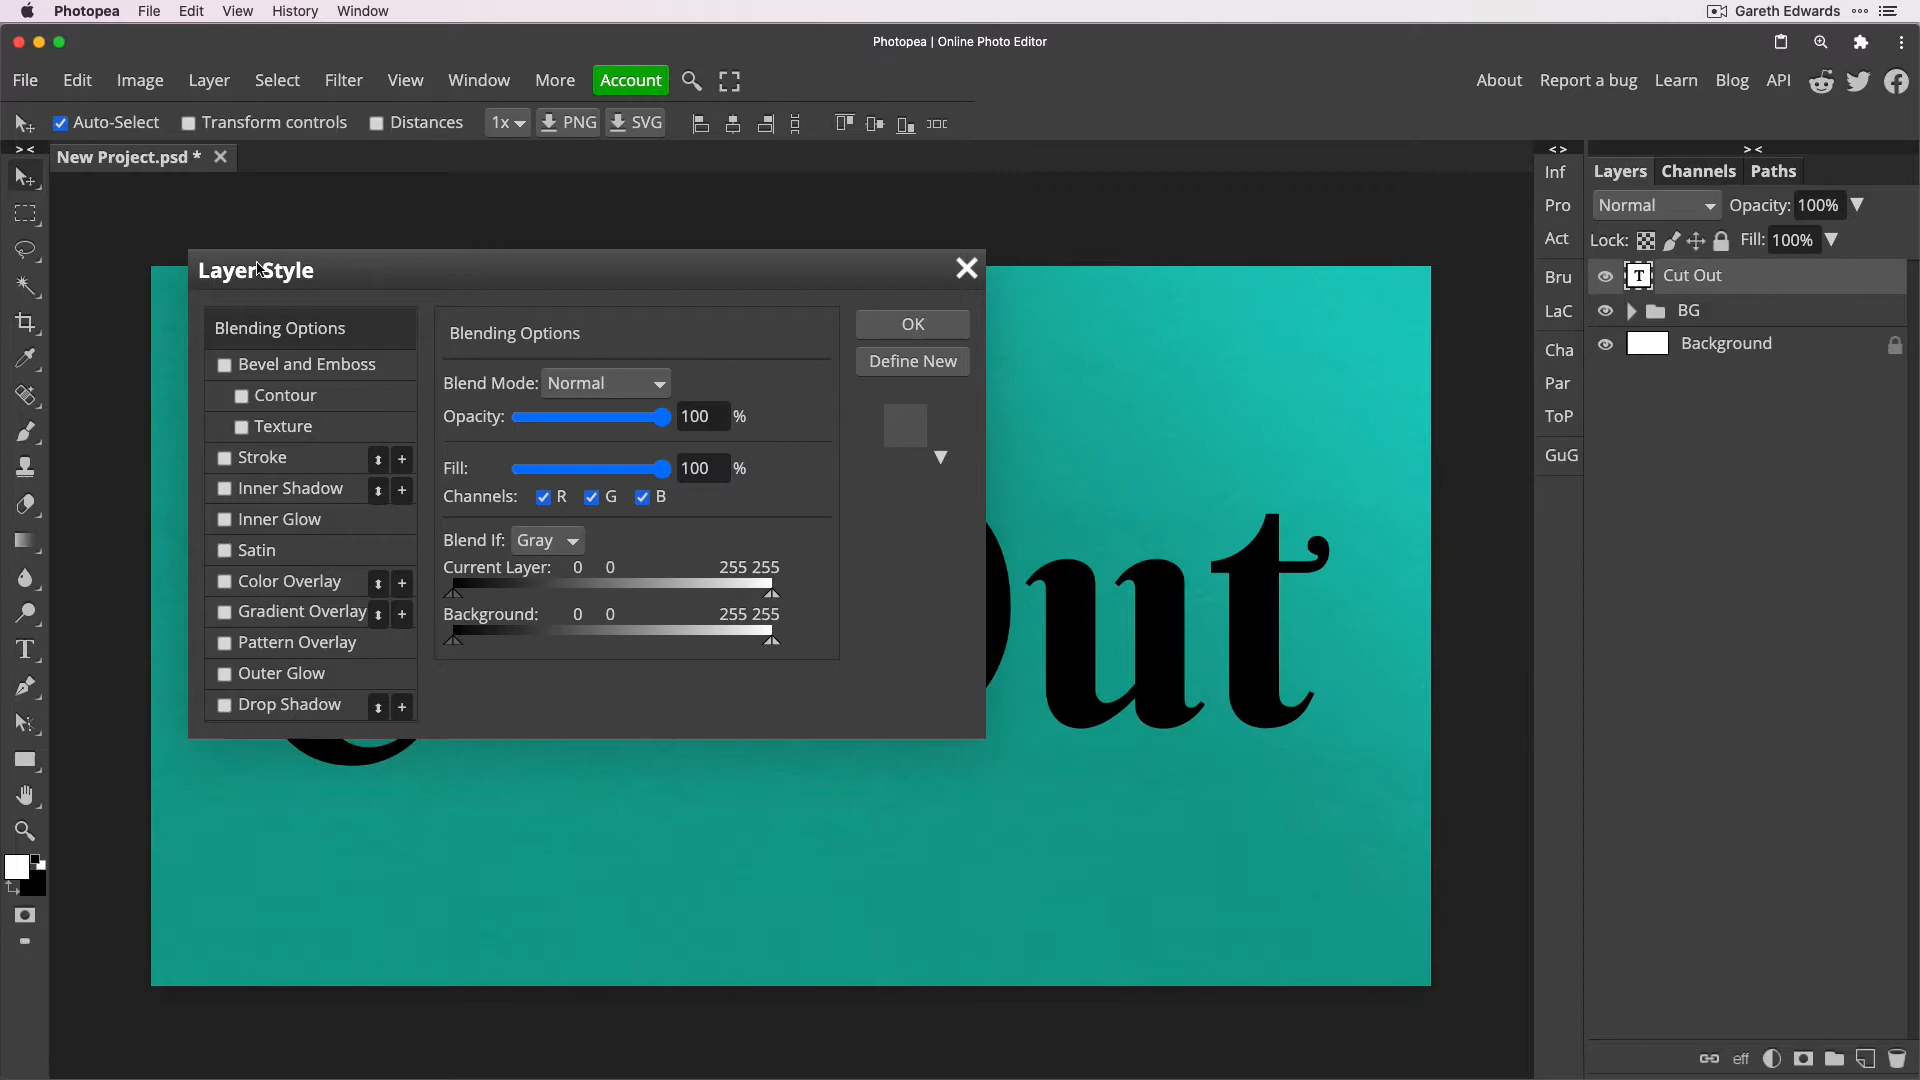 Photopea File Edit View History Window Gareth Edwards
Photopea | Online Photo Editor
File Edit Image Layer Select Filter View Window More Account About Report a bug Learn Blog API
Auto-Select Transform controls Distances 1x PNG SVG
> < New Project.psd * < > > <
Inf Layers Channels Paths
Pro Normal Opacity: 100%
Act Lock: Fill: 100%
Layer Style
Bru T Cut Out
LaC BG
Cha Background
Par
ToP
GuG
Blending Options
Bevel and Emboss
Contour
Texture
Stroke +
Inner Shadow +
Inner Glow
Satin
Color Overlay +
Gradient Overlay +
Pattern Overlay
Outer Glow
Drop Shadow +
Blending Options
Blend Mode: Normal
Opacity: 100 %
Fill: 100 %
Channels: R G B
Blend If: Gray
Current Layer: 0 0 255 255
Background: 0 0 255 255
OK
Define New
ut
eff